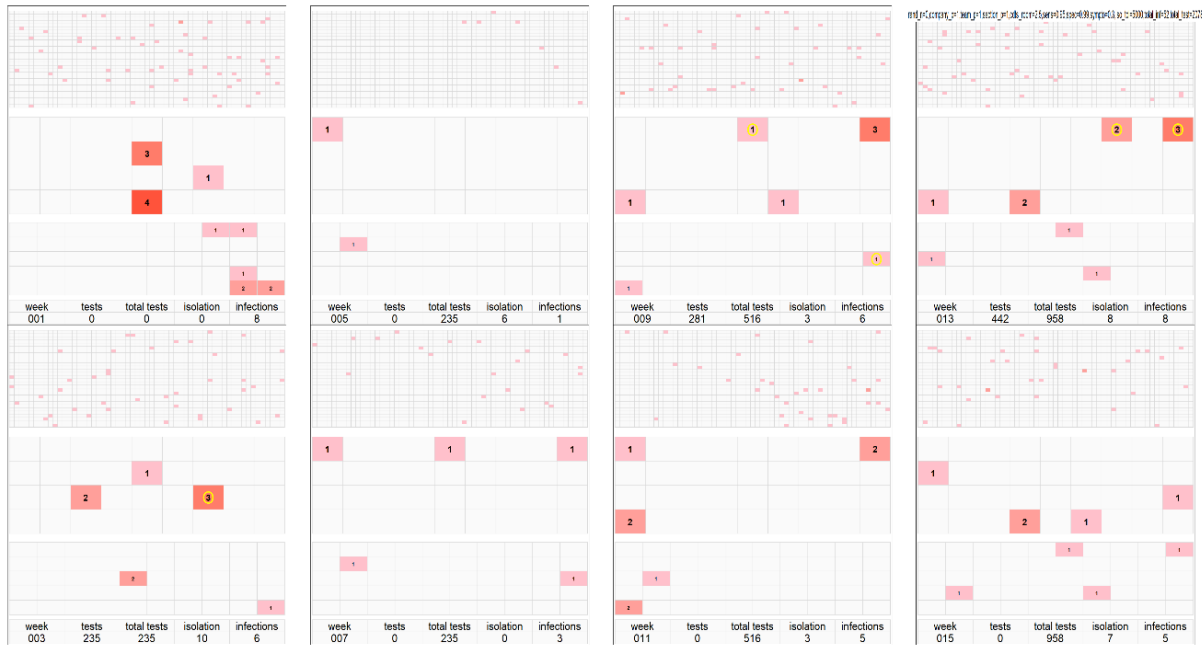 1
3
1
4
1 1
1
2 2
week tests total tests isolation infections
001 0 0 0 8
1
1
week tests total tests isolation infections
005 0 235 6 1
1 3
1 1
1
1
week tests total tests isolation infections
009 281 516 3 6
2 3
1 2
1
1
1
week tests total tests isolation infections
013 442 958 8 8
1
2 3
2
1
week tests total tests isolation infections
003 235 235 10 6
1 1 1
1
1
week tests total tests isolation infections
007 0 235 0 3
1 2
2
1
2
week tests total tests isolation infections
011 0 516 3 5
1
1
2 1
1 1
1 1
week tests total tests isolation infections
015 0 958 7 5